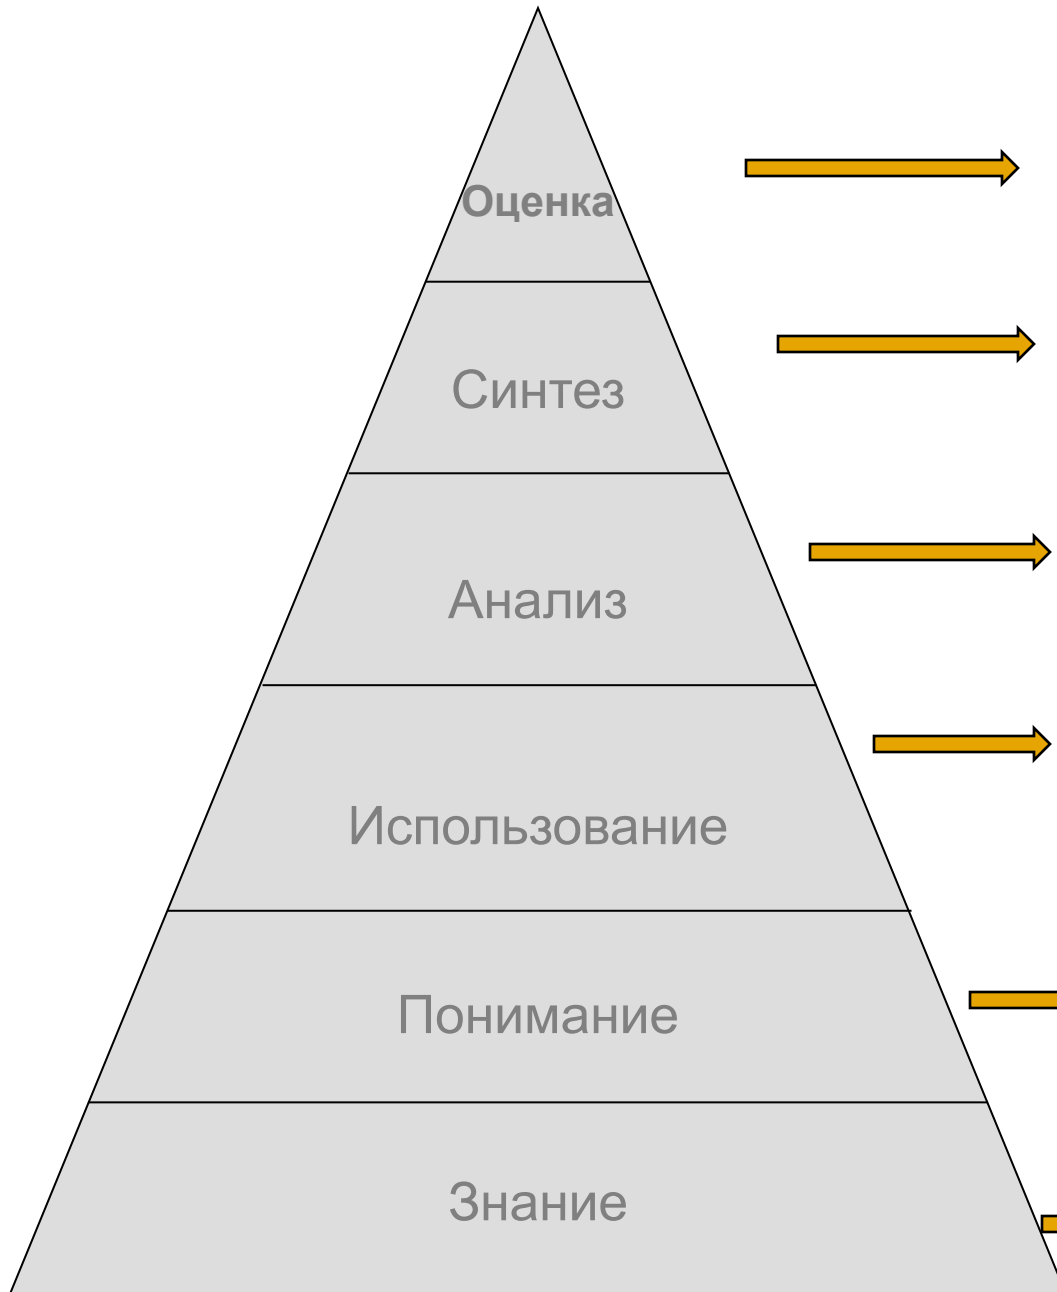 Оценка
Синтез
Анализ
Использование
Понимание
Знание